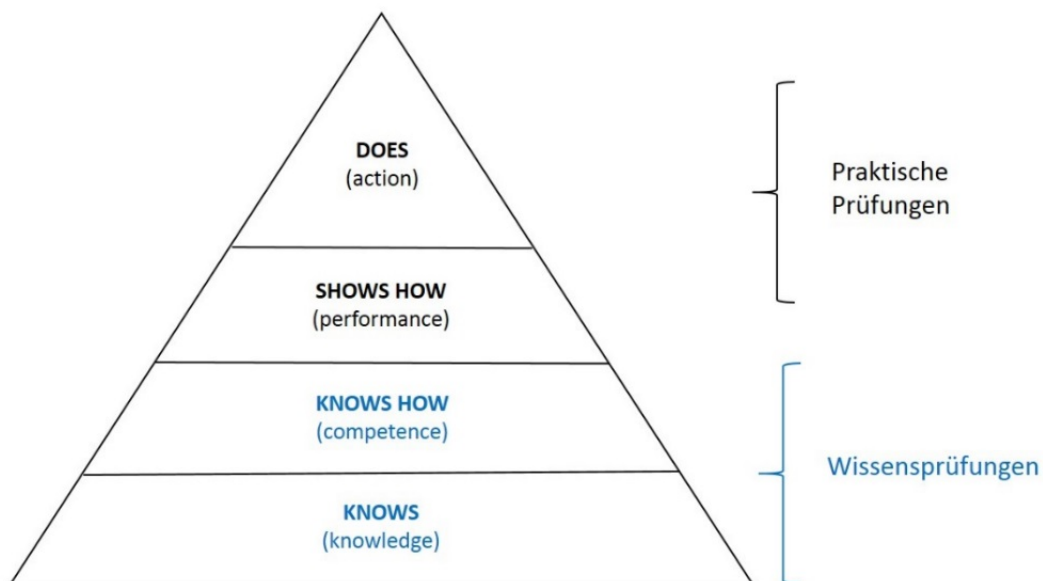 DOES
(action)
Praktische
Prüfungen
SHOWS HOW
(performance)
KNOWS HOW
(competence)
Wissensprüfungen
KNOWS
(knowledge)